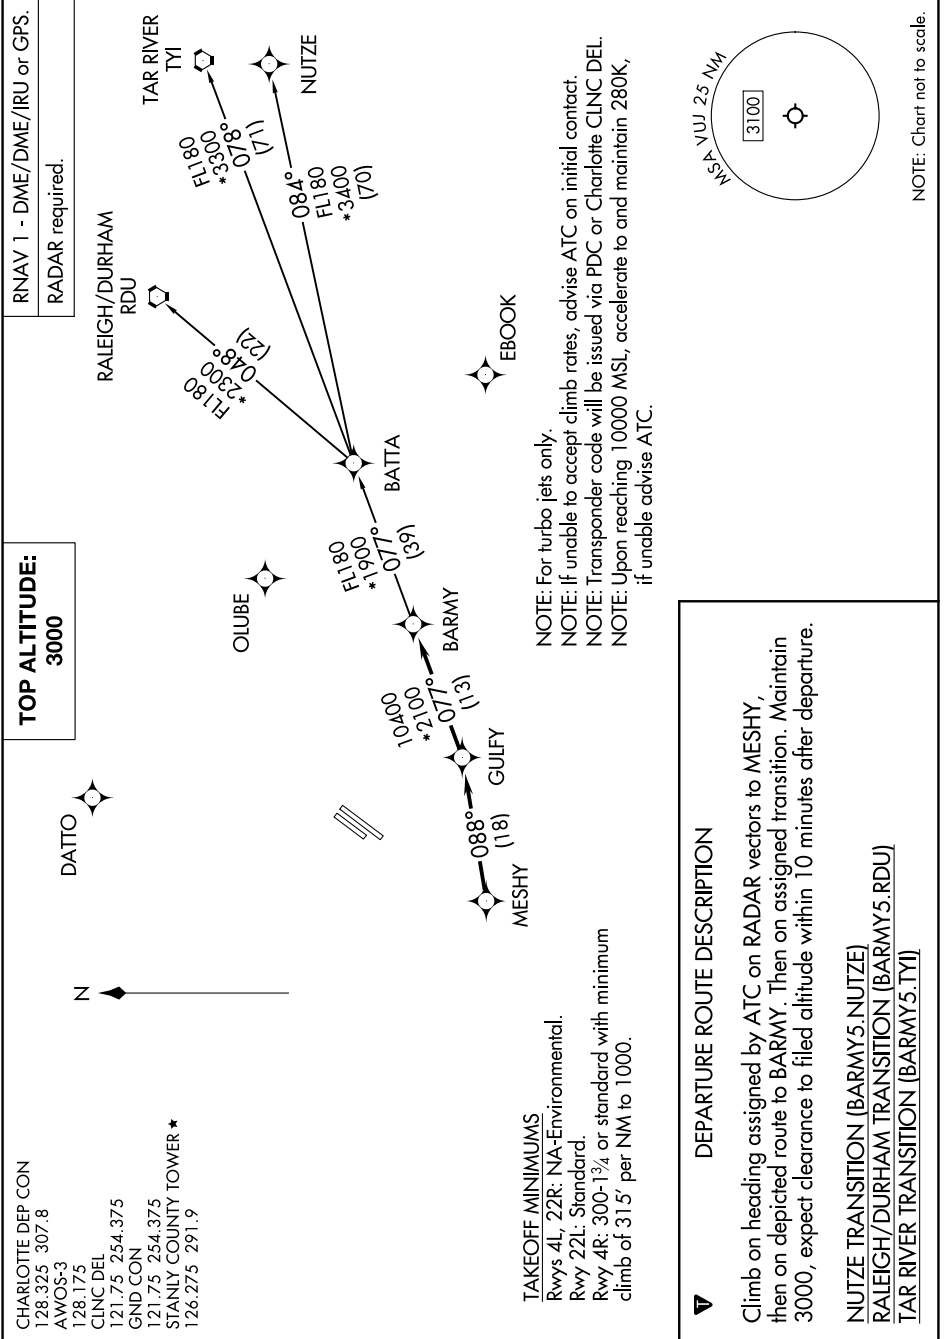 CHARLOTTE DEP CON
128.325 307.8
AWOS-3
128.175
CLNC DEL
121.75 254.375
GND CON
121.75 254.375
STANLY COUNTY TOWER ★
126.275 291.9
TOP ALTITUDE:
3000
RNAV 1 - DME/DME/IRU or GPS.
RADAR required.
N
DATTO
OLUBE
RALEIGH/DURHAM
RDU
TAR RIVER
TYI
NUTZE
FL180
*2300
048°
(22)
FL180
*3300
078°
(71)
084°
FL180
*3400
(70)
BATTA
FL180
*1900
077°
(39)
BARMY
10400
*2100
077°
(13)
GULFY
088°
(18)
MESHY
EBOOK
TAKEOFF MINIMUMS
Rwys 4L, 22R: NA-Environmental.
Rwy 22L: Standard.
Rwy 4R: 300-1¾ or standard with minimum
climb of 315' per NM to 1000.
NOTE: For turbo jets only.
NOTE: If unable to accept climb rates, advise ATC on initial contact.
NOTE: Transponder code will be issued via PDC or Charlotte CLNC DEL.
NOTE: Upon reaching 10000 MSL, accelerate to and maintain 280K,
if unable advise ATC.
MSA VUJ 25 NM
3100
NOTE: Chart not to scale.
T
DEPARTURE ROUTE DESCRIPTION
Climb on heading assigned by ATC on RADAR vectors to MESHY,
then on depicted route to BARMY. Then on assigned transition. Maintain
3000, expect clearance to filed altitude within 10 minutes after departure.
NUTZE TRANSITION (BARMY5.NUTZE)
RALEIGH/DURHAM TRANSITION (BARMY5.RDU)
TAR RIVER TRANSITION (BARMY5.TYI)